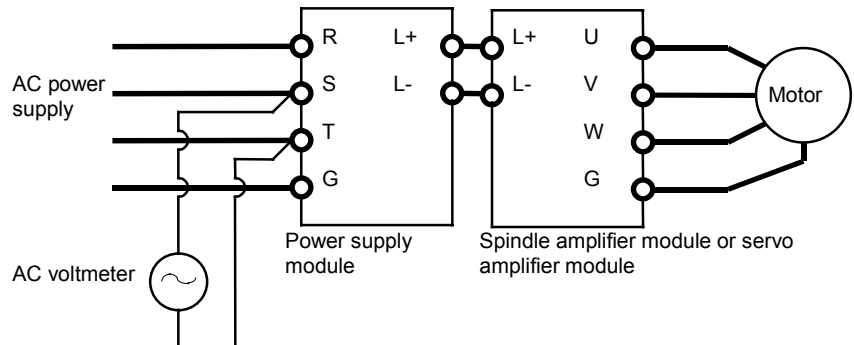 R L+ L+ U
AC power
supply
S L- L- V
Motor
T W
G G
Power supply
module
Spindle amplifier module or servo
amplifier module
AC voltmeter